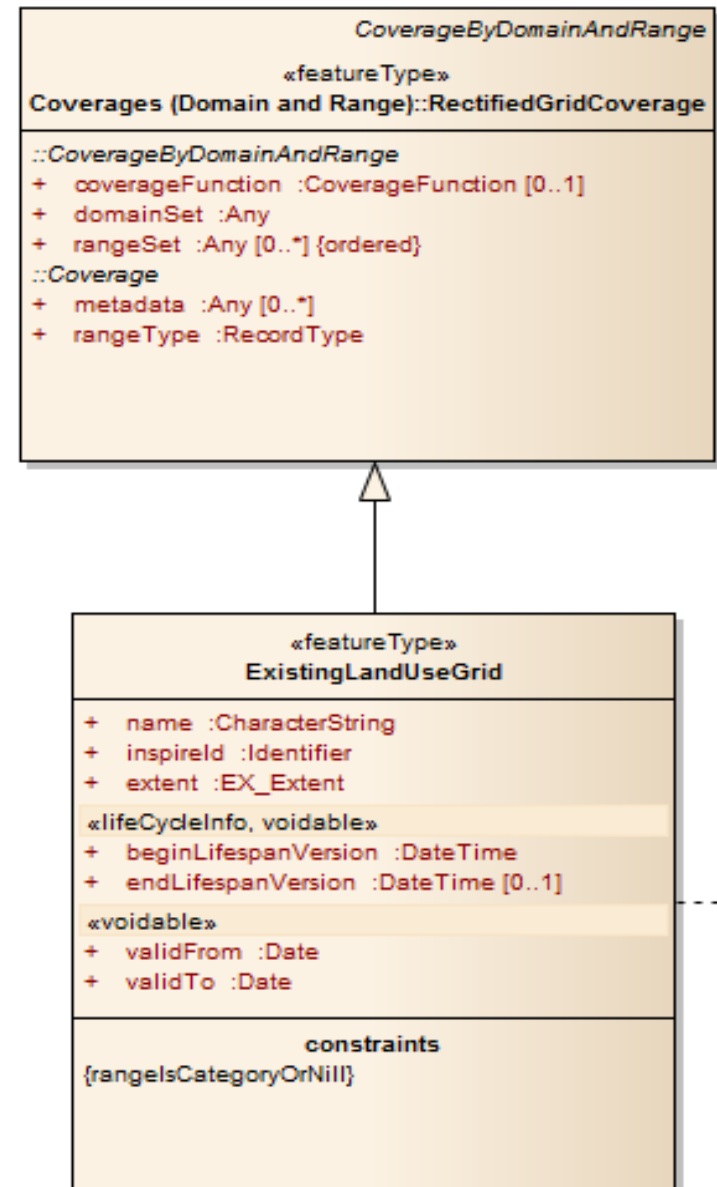 CoverageByDomainAndRange
«featureType»
Coverages (Domain and Range)::RectifiedGridCoverage
::CoverageByDomainAndRange
+ coverageFunction :CoverageFunction [0..1]
+ domainSet :Any
+ rangeSet :Any [0..*] {ordered}
::Coverage
+ metadata :Any [0..*]
+ rangeType :RecordType
«featureType»
ExistingLandUseGrid
+ name :CharacterString
+ inspireId :Identifier
+ extent :EX_Extent
«lifeCycleInfo, voidable»
+ beginLifespanVersion :DateTime
+ endLifespanVersion :DateTime [0..1]
«voidable»
+ validFrom :Date
+ validTo :Date
constraints
{rangeIsCategoryOrNill}